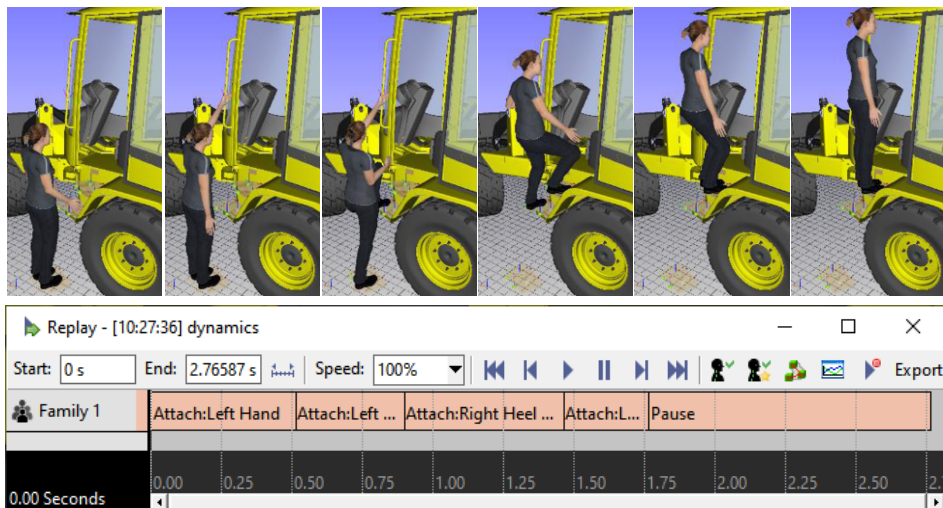 Replay - [10:27:36] dynamics
Start: 0 s End: 2.76587 s Speed: 100% Export
Family 1 Attach:Left Hand Attach:Left ... Attach:Right Heel ... Attach:L... Pause
0.00 Seconds 0.00 0.25 0.50 0.75 1.00 1.25 1.50 1.75 2.00 2.25 2.50 2.